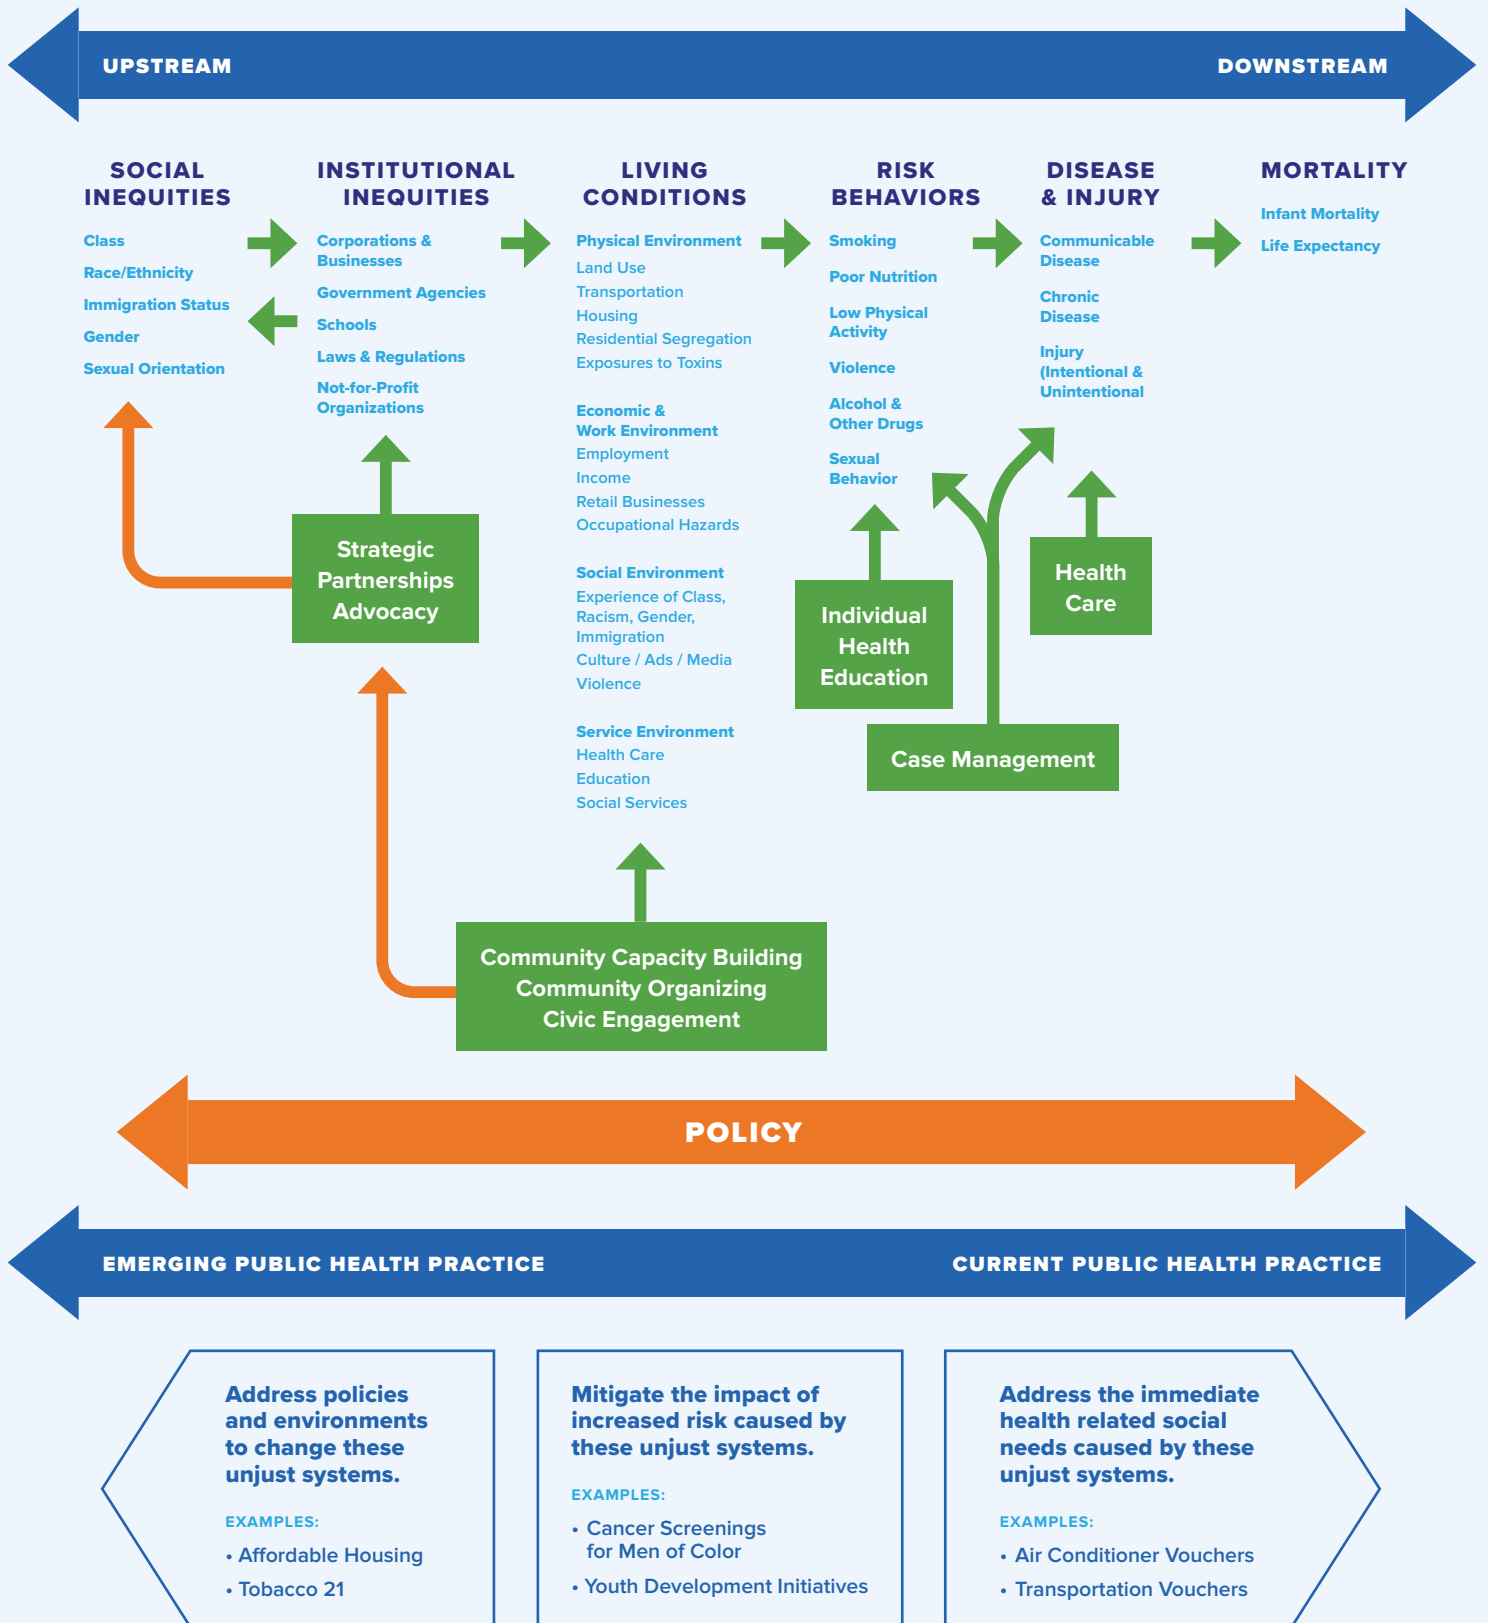 UPSTREAM
DOWNSTREAM
SOCIAL
INEQUITIES
Class
Race/Ethnicity
Immigration Status
Gender
Sexual Orientation
INSTITUTIONAL
INEQUITIES
Corporations &
Businesses
Government Agencies
Schools
Laws & Regulations
Not-for-Profit
Organizations
LIVING
CONDITIONS
Physical Environment
Land Use
Transportation
Housing
Residential Segregation
Exposures to Toxins
Economic &
Work Environment
Employment
Income
Retail Businesses
Occupational Hazards
Social Environment
Experience of Class,
Racism, Gender,
Immigration
Culture / Ads / Media
Violence
Service Environment
Health Care
Education
Social Services
RISK
BEHAVIORS
Smoking
Poor Nutrition
Low Physical
Activity
Violence
Alcohol &
Other Drugs
Sexual
Behavior
DISEASE
& INJURY
Communicable
Disease
Chronic
Disease
Injury
(Intentional &
Unintentional
MORTALITY
Infant Mortality
Life Expectancy
Strategic
Partnerships
Advocacy
Individual
Health
Education
Health
Care
Case Management
Community Capacity Building
Community Organizing
Civic Engagement
POLICY
EMERGING PUBLIC HEALTH PRACTICE
CURRENT PUBLIC HEALTH PRACTICE
Address policies
and environments
to change these
unjust systems.
EXAMPLES:
• Affordable Housing
• Tobacco 21
Mitigate the impact of
increased risk caused by
these unjust systems.
EXAMPLES:
• Cancer Screenings
for Men of Color
• Youth Development Initiatives
Address the immediate
health related social
needs caused by these
unjust systems.
EXAMPLES:
• Air Conditioner Vouchers
• Transportation Vouchers